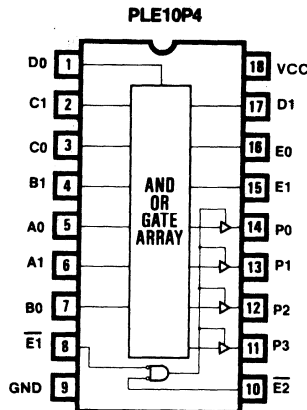 PLE10P4
D0 1 18 VCC
C1 2 17 D1
C0 3 16 E0
B1 4 15 E1
A0 5 14 P0
A1 6 13 P1
B0 7 12 P2
E1 8 11 P3
GND 9 10 E2
AND
OR
GATE
ARRAY